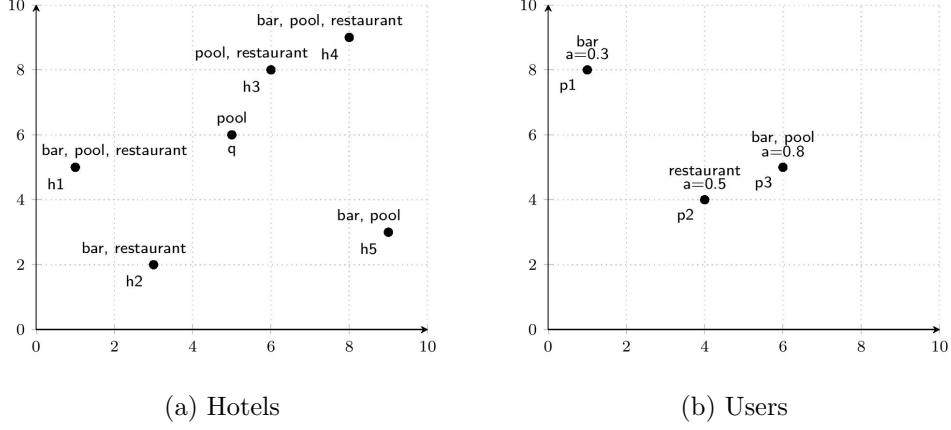 10
bar, pool, restaurant
h4
pool, restaurant
8
h3
pool
6
q
bar, pool, restaurant
h1
4
bar, pool
h5
bar, restaurant
2
h2
0
0 2 4 6 8 10
(a) Hotels
10
bar
a=0.3
8
p1
6
bar, pool
a=0.8
p3
restaurant
a=0.5
4
p2
2
0
0 2 4 6 8 10
(b) Users